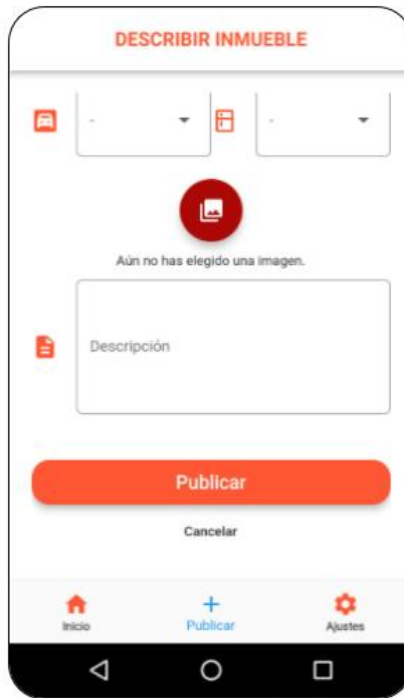 DESCRIBIR INMUEBLE
- -
Aún no has elegido una imagen.
Descripción
Publicar
Cancelar
Inicio Publicar Ajustes